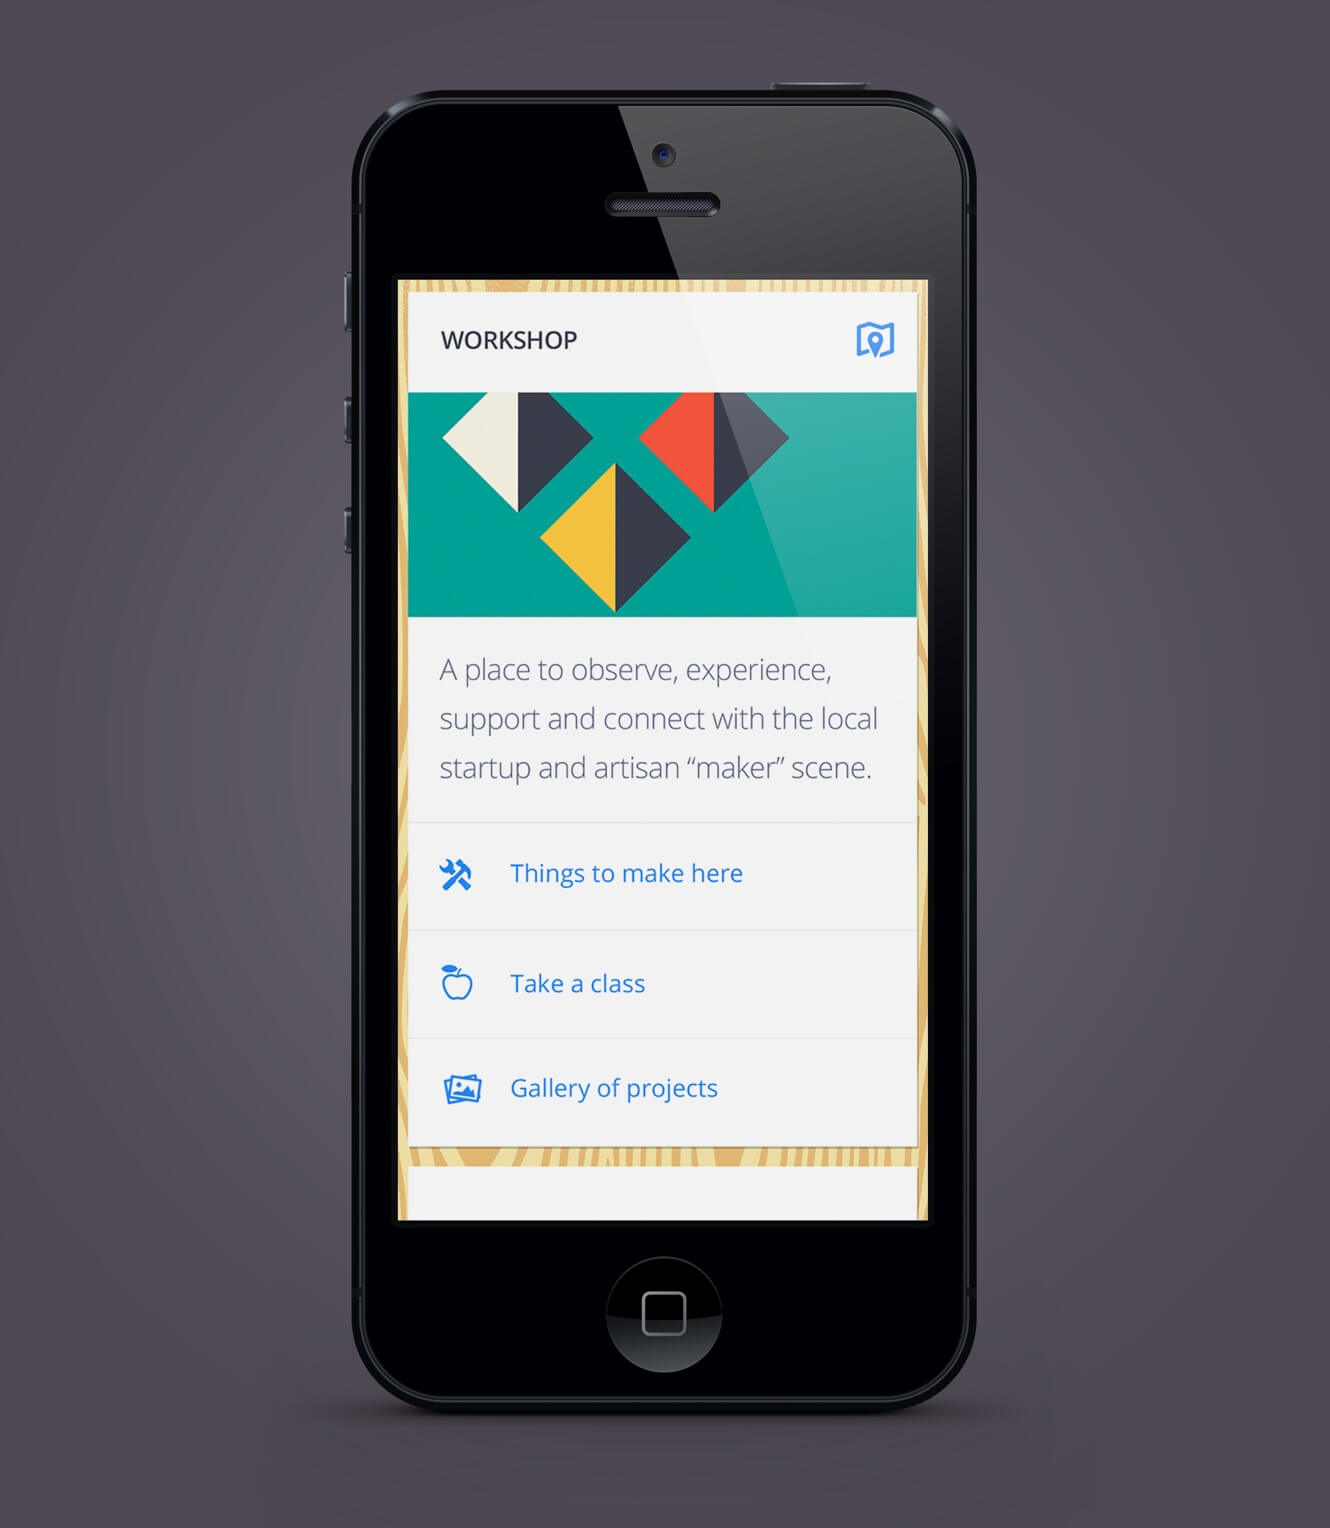 WORKSHOP
A place to observe, experience,
support and connect with the local
startup and artisan “maker” scene.
Things to make here
Take a class
Gallery of projects